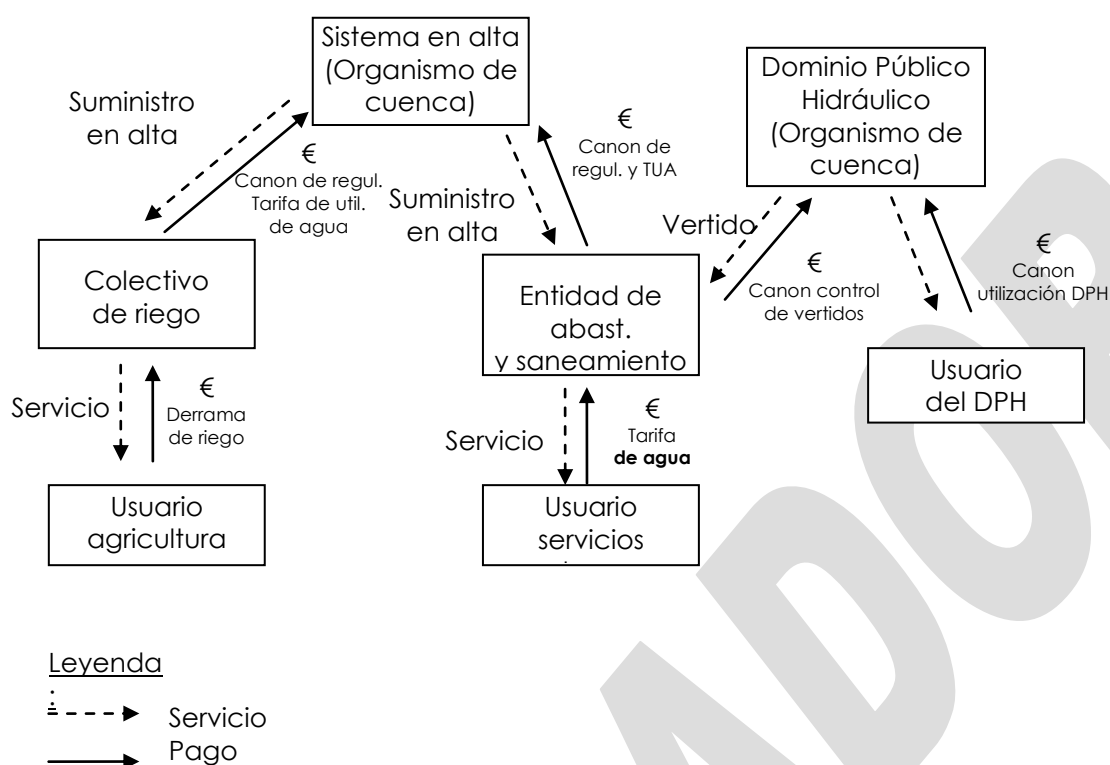 Sistema en alta
(Organismo de
cuenca)
Dominio Público
Hidráulico
(Organismo de
cuenca)
Suministro
en alta
€
Canon de regul.
Tarifa de util.
de agua
Suministro
en alta
€
Canon de
regul. y TUA
Vertido
€
Canon control
de vertidos
€
Canon
utilización DPH
Colectivo
de riego
Entidad de
abast.
y saneamiento
Usuario
del DPH
Servicio
€
Derrama
de riego
Servicio
€
Tarifa
de agua
Usuario
agricultura
Usuario
servicios
Leyenda
:
Servicio
Pago